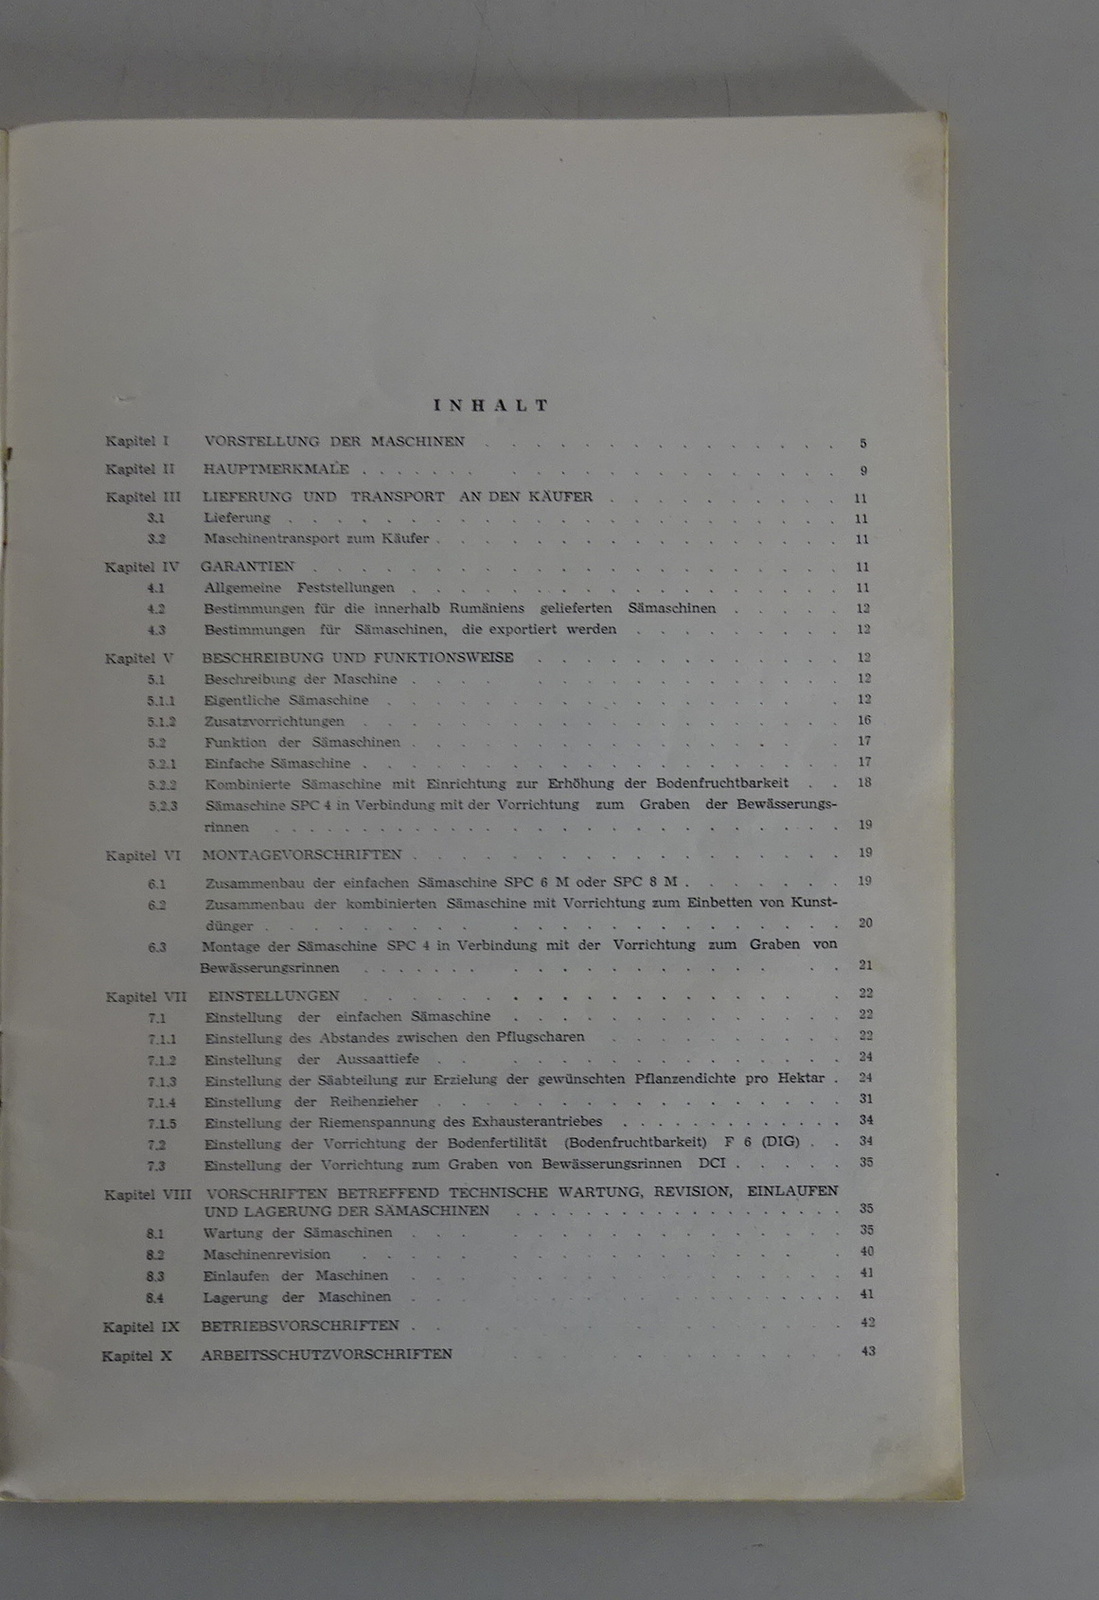 INHALT
Kapitel I VORSTELLUNG DER MASCHINEN . . . . . . . . . . . . . . . 5
Kapitel II HAUPTMERKMALE . . . . . . . . . . . . . . . . . . . 9
Kapitel III LIEFERUNG UND TRANSPORT AN DEN KÄUFER . . . . . . . . . . 11
3.1 Lieferung . . . . . . . . . . . . . . . . . . . . . . . 11
3.2 Maschinentransport zum Käufer . . . . . . . . . . . . . . . . . 11
Kapitel IV GARANTIEN . . . . . . . . . . . . . . . . . . . . . . 11
4.1 Allgemeine Feststellungen . . . . . . . . . . . . . . . . . . 11
4.2 Bestimmungen für die innerhalb Rumäniens gelieferten Sämaschinen . . . . . 12
4.3 Bestimmungen für Sämaschinen, die exportiert werden . . . . . . . . . 12
Kapitel V BESCHREIBUNG UND FUNKTIONSWEISE . . . . . . . . . . . . . 12
5.1 Beschreibung der Maschine . . . . . . . . . . . . . . . . . 12
5.1.1 Eigentliche Sämaschine . . . . . . . . . . . . . . . . . . 12
5.1.2 Zusatzvorrichtungen . . . . . . . . . . . . . . . . . . . . 16
5.2 Funktion der Sämaschinen . . . . . . . . . . . . . . . . . 17
5.2.1 Einfache Sämaschine . . . . . . . . . . . . . . . . . . . . 17
5.2.2 Kombinierte Sämaschine mit Einrichtung zur Erhöhung der Bodenfruchtbarkeit . . 18
5.2.3 Sämaschine SPC 4 in Verbindung mit der Vorrichtung zum Graben der Bewässerungs-
rinnen . . . . . . . . . . . . . . . . . . . . . . . 19
Kapitel VI MONTAGEVORSCHRIFTEN . . . . . . . . . . . . . . . . . . 19
6.1 Zusammenbau der einfachen Sämaschine SPC 6 M oder SPC 8 M . . . . . . . 19
6.2 Zusammenbau der kombinierten Sämaschine mit Vorrichtung zum Einbetten von Kunst-
dünger . . . . . . . . . . . . . . . . . . . . . . . 20
6.3 Montage der Sämaschine SPC 4 in Verbindung mit der Vorrichtung zum Graben von
Bewässerungsrinnen . . . . . . . . . . . . . . . . . . . 21
Kapitel VII EINSTELLUNGEN . . . . . . . . . . . . . . . . . . . 22
7.1 Einstellung der einfachen Sämaschine . . . . . . . . . . . . . . 22
7.1.1 Einstellung des Abstandes zwischen den Pflugscharen . . . . . . . . . . 22
7.1.2 Einstellung der Aussaattiefe . . . . . . . . . . . . . . . . 24
7.1.3 Einstellung der Säabteilung zur Erzielung der gewünschten Pflanzendichte pro Hektar . 24
7.1.4 Einstellung der Reihenzieher . . . . . . . . . . . . . . . . . 31
7.1.5 Einstellung der Riemenspannung des Exhausterantriebes . . . . . . . . . . . . 34
7.2 Einstellung der Vorrichtung der Bodenfertilität (Bodenfruchtbarkeit) F 6 (DIG) . . 34
7.3 Einstellung der Vorrichtung zum Graben von Bewässerungsrinnen DCI . . . . . 35
Kapitel VIII VORSCHRIFTEN BETREFFEND TECHNISCHE WARTUNG, REVISION, EINLAUFEN
UND LAGERUNG DER SÄMASCHINEN . . . . . . . . . . . . . . . . . . 35
8.1 Wartung der Sämaschinen . . . . . . . . . . . . . . . . . 35
8.2 Maschinenrevision . . . . . . . . . . . . . . . . . . 40
8.3 Einlaufen der Maschinen . . . . . . . . . . . . . . . . . 41
8.4 Lagerung der Maschinen . . . . . . . . . . . . . . . . . 41
Kapitel IX BETRIEBSVORSCHRIFTEN . . . . . . . . . . . . . . . 42
Kapitel X ARBEITSSCHUTZVORSCHRIFTEN . . . . . . . . . . . . 43